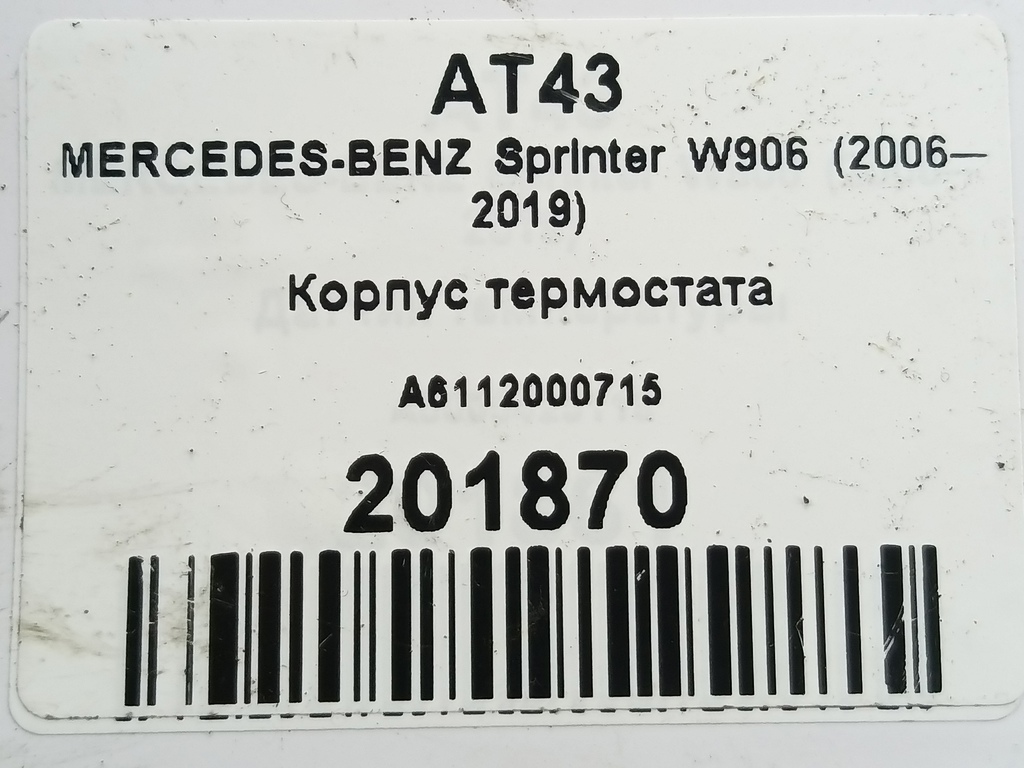 AT43
MERCEDES-BENZ Sprinter W906 (2006—
2019)
Корпус термостата
A6112000715
201870